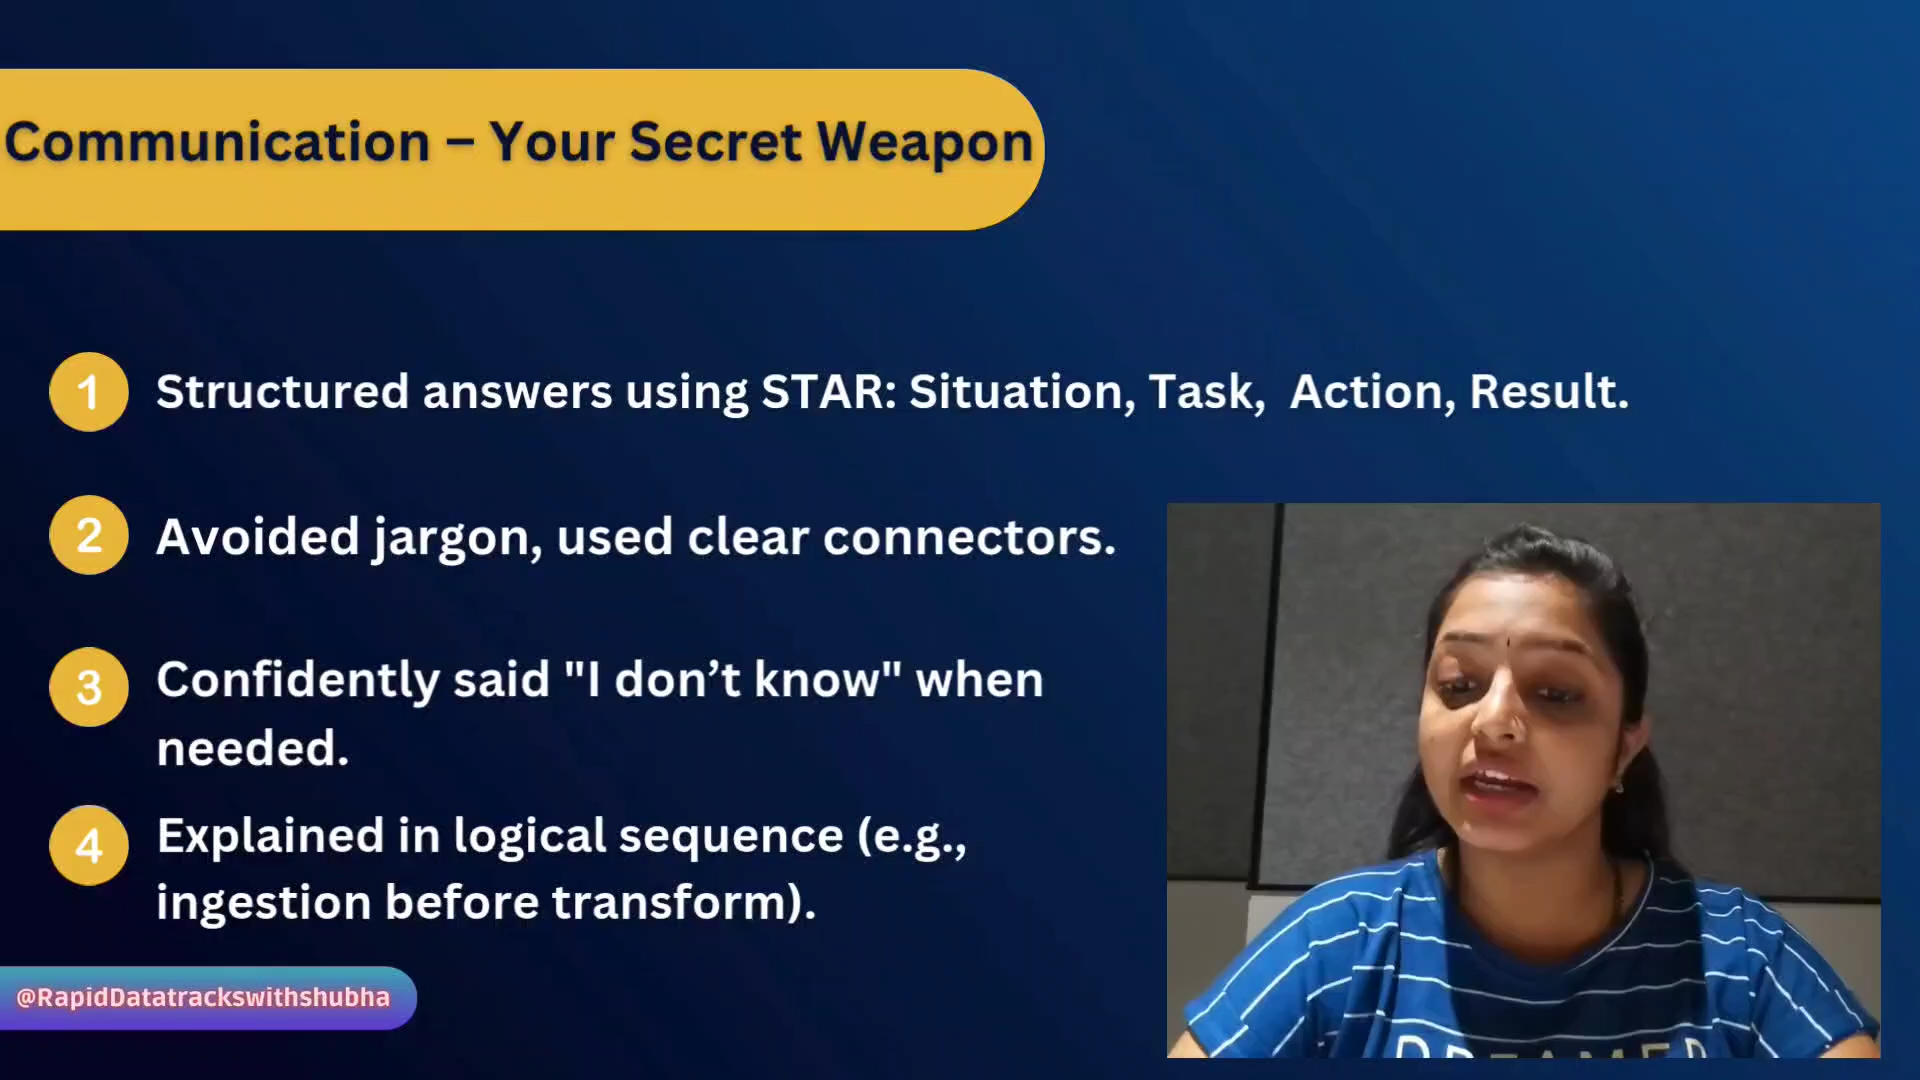 Communication – Your Secret Weapon
1 Structured answers using STAR: Situation, Task, Action, Result.
2 Avoided jargon, used clear connectors.
3 Confidently said "I don’t know" when
needed.
4 Explained in logical sequence (e.g.,
ingestion before transform).
@RapidDatatrackswithshubha